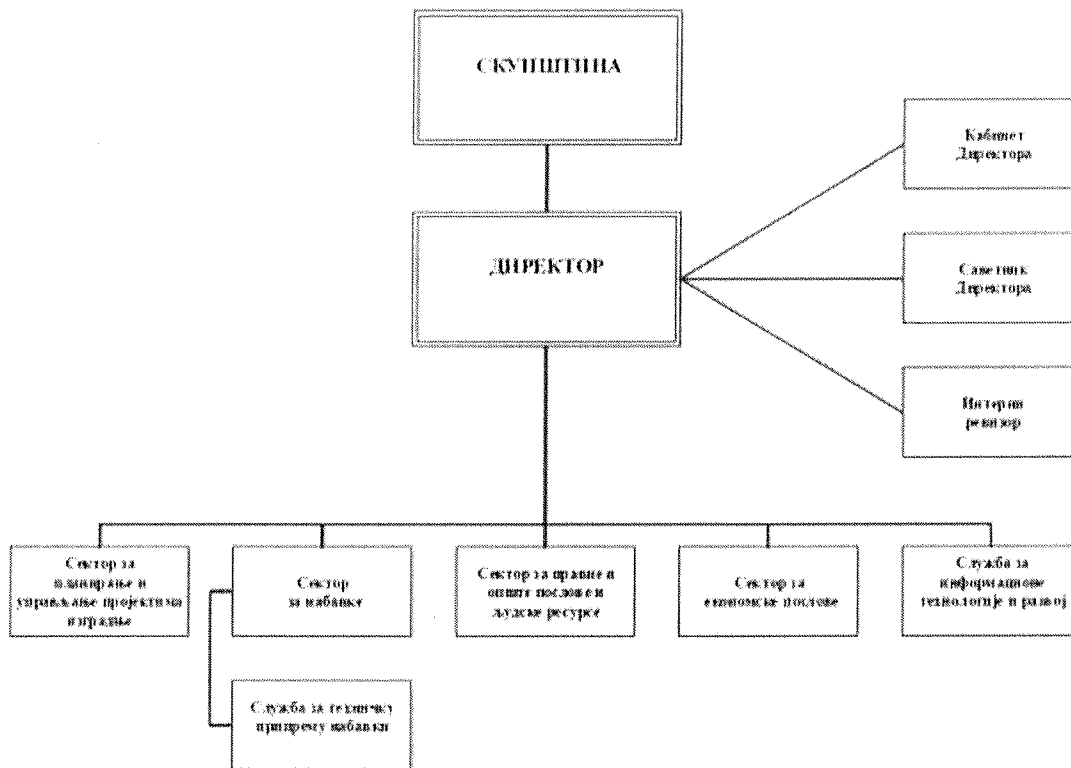 СКУПШТИНА
Кабинет
Директора
ДИРЕКТОР
Саветник
Директора
Интерни
ревизор
Сектор за
планирање и
управљање пројектима
изградње
Сектор
за набавке
Сектор за правне и
опште послове и
људске ресурсе
Сектор за
економске послове
Служба за
информационе
технологије и развој
Служба за техничку
припрему набавки